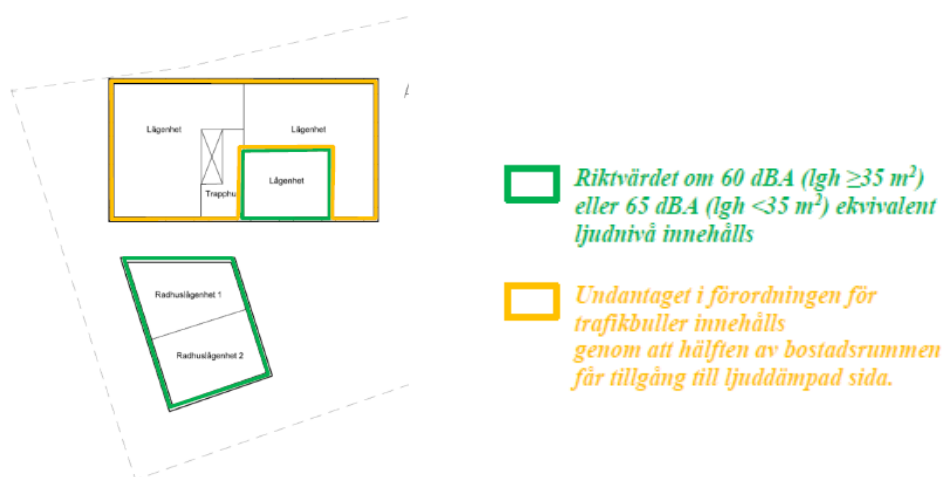 Lägenhet
Lägenhet
Trapphu
Lägenhet
Radhuslägenhet 1
Radhuslägenhet 2
Riktvärdet om 60 dBA (lgh ≥35 m²)
eller 65 dBA (lgh <35 m²) ekvivalent
ljudnivå innehålls
Undantaget i förordningen för
trafikbuller innehålls
genom att hälften av bostadsrummen
får tillgång till ljuddämpad sida.